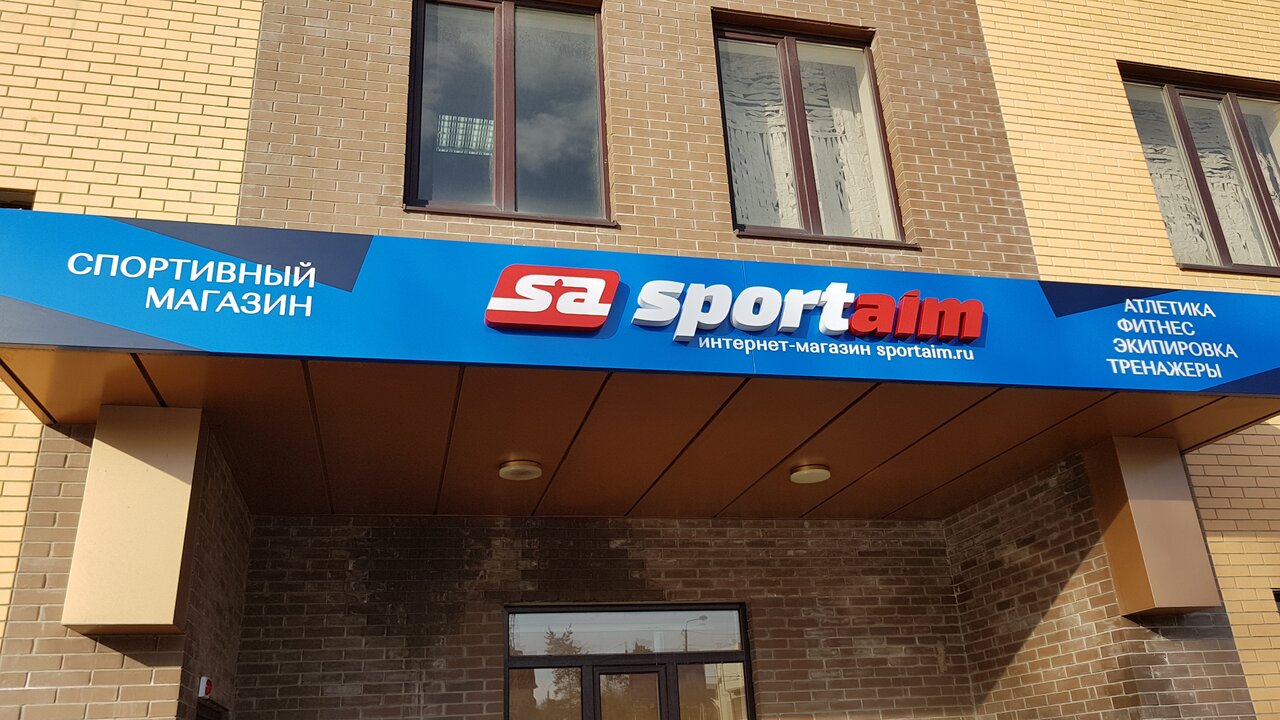 СПОРТИВНЫЙ
МАГАЗИН
sa sportaim
интернет-магазин sportaim.ru
АТЛЕТИКА
ФИТНЕС
ЭКИПИРОВКА
ТРЕНАЖЕРЫ